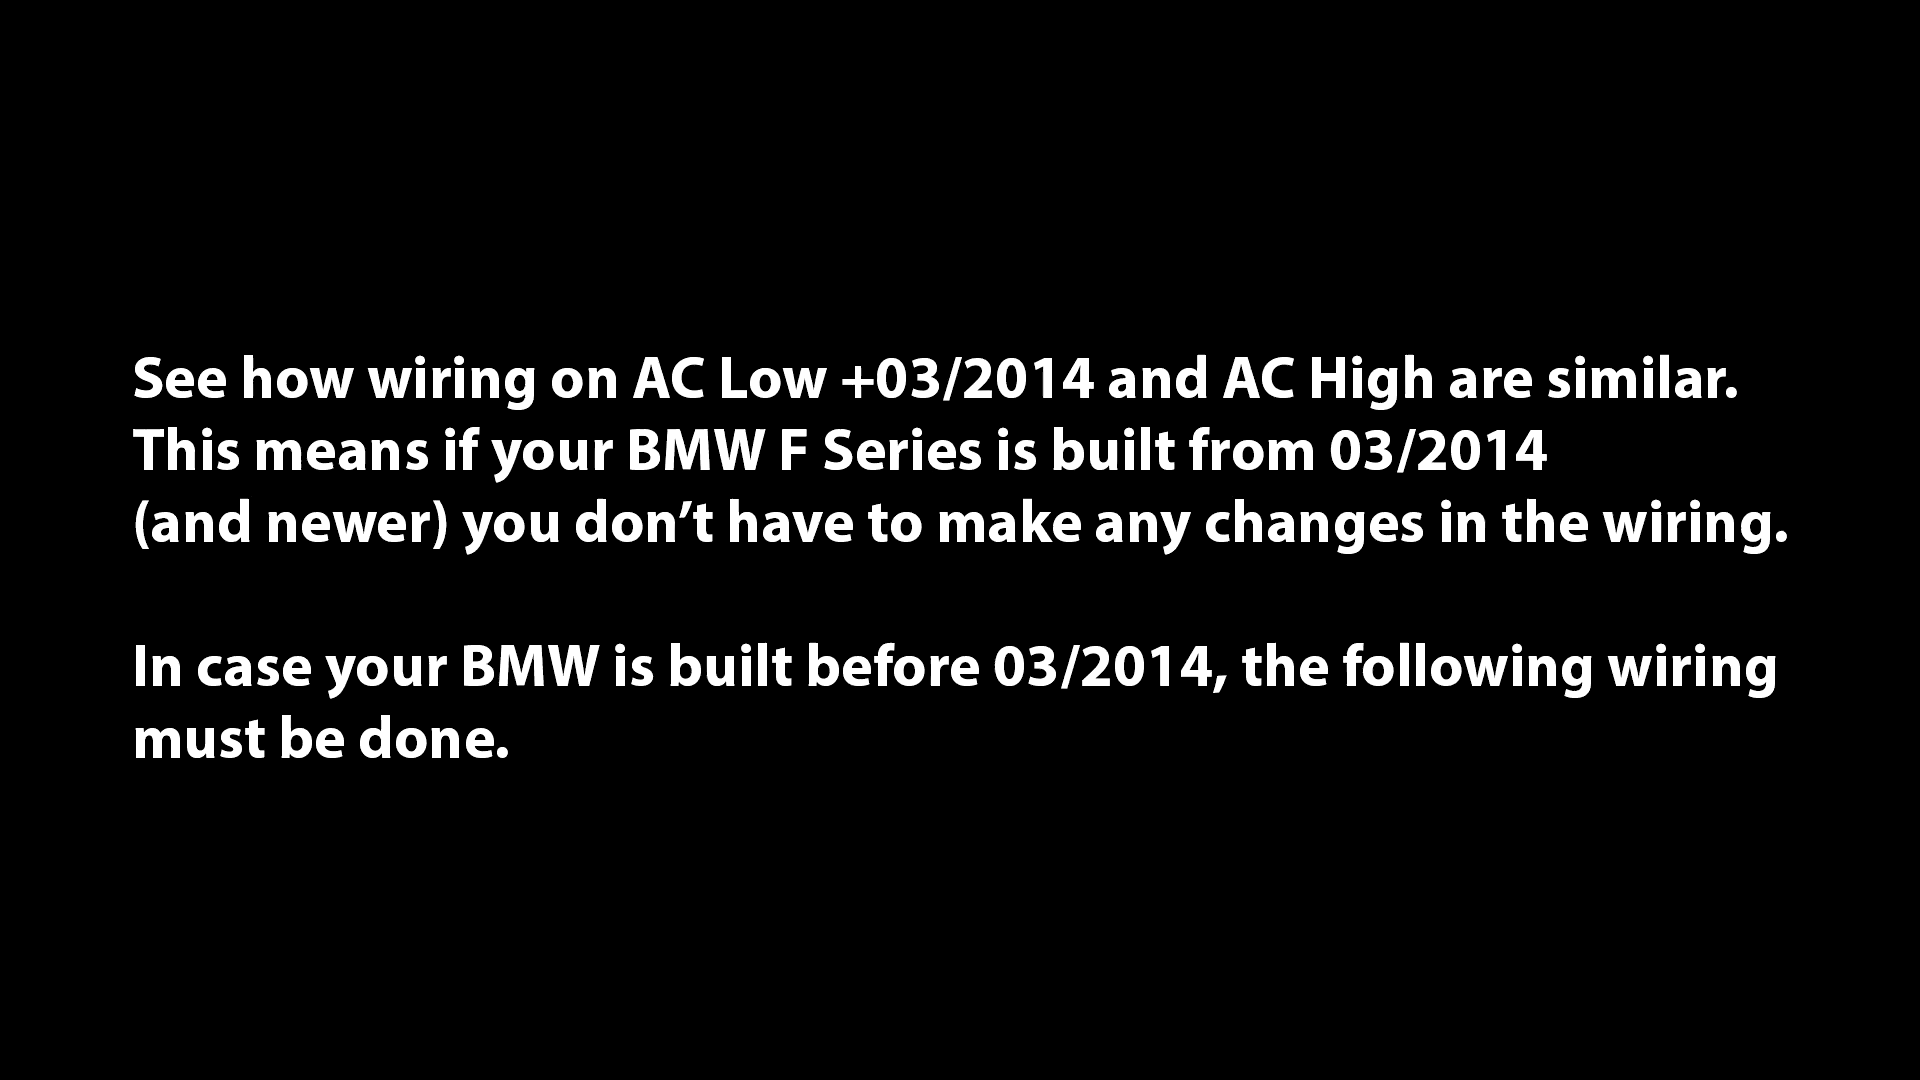 See how wiring on AC Low +03/2014 and AC High are similar.
This means if your BMW F Series is built from 03/2014
(and newer) you don’t have to make any changes in the wiring.
In case your BMW is built before 03/2014, the following wiring
must be done.